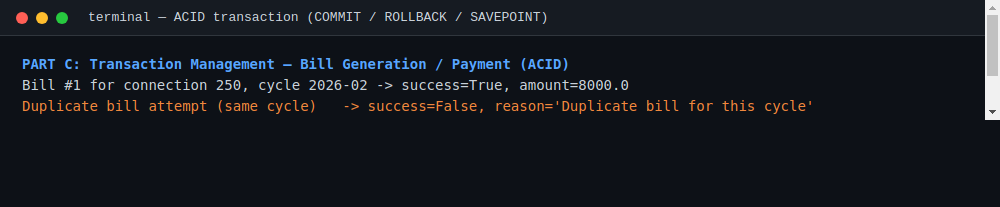 terminal — ACID transaction (COMMIT / ROLLBACK / SAVEPOINT)
PART C: Transaction Management — Bill Generation / Payment (ACID)
Bill #1 for connection 250, cycle 2026-02 -> success=True, amount=8000.0
Duplicate bill attempt (same cycle)   -> success=False, reason='Duplicate bill for this cycle'